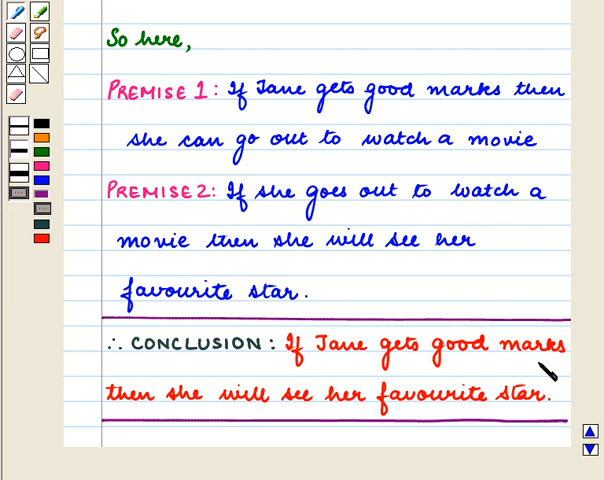 So here,
PREMISE 1: If Jane gets good marks then
she can go out to watch a movie
PREMISE 2: If she goes out to watch a
movie then she will see her
favourite star.
∴ CONCLUSION: If Jane gets good marks
then she will see her favourite star.